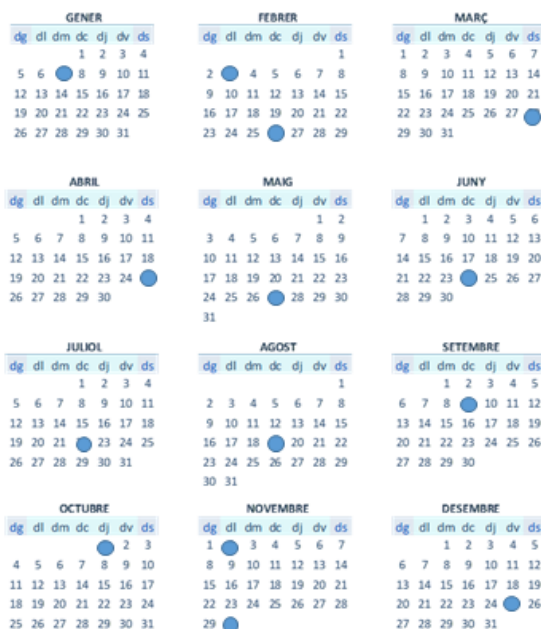 GENER
dg dl dm dc dj dv ds
1 2 3 4
5 6 8 9 10 11
12 13 14 15 16 17 18
19 20 21 22 23 24 25
26 27 28 29 30 31
FEBRER
dg dl dm dc dj dv ds
1
2 4 5 6 7 8
9 10 11 12 13 14 15
16 17 18 19 20 21 22
23 24 25 27 28 29
MARÇ
dg dl dm dc dj dv ds
1 2 3 4 5 6 7
8 9 10 11 12 13 14
15 16 17 18 19 20 21
22 23 24 25 26 27
29 30 31
ABRIL
dg dl dm dc dj dv ds
1 2 3 4
5 6 7 8 9 10 11
12 13 14 15 16 17 18
19 20 21 22 23 24
26 27 28 29 30
MAIG
dg dl dm dc dj dv ds
1 2
3 4 5 6 7 8 9
10 11 12 13 14 15 16
17 18 19 20 21 22 23
24 25 26 28 29 30
31
JUNY
dg dl dm dc dj dv ds
1 2 3 4 5 6
7 8 9 10 11 12 13
14 15 16 17 18 19 20
21 22 23 25 26 27
28 29 30
JULIOL
dg dl dm dc dj dv ds
1 2 3 4
5 6 7 8 9 10 11
12 13 14 15 16 17 18
19 20 21 23 24 25
26 27 28 29 30 31
AGOST
dg dl dm dc dj dv ds
1
2 3 4 5 6 7 8
9 10 11 12 13 14 15
16 17 18 20 21 22
23 24 25 26 27 28 29
30 31
SETEMBRE
dg dl dm dc dj dv ds
1 2 3 4 5
6 7 8 10 11 12
13 14 15 16 17 18 19
20 21 22 23 24 25 26
27 28 29 30
OCTUBRE
dg dl dm dc dj dv ds
2 3
4 5 6 7 8 9 10
11 12 13 14 15 16 17
18 19 20 21 22 23 24
25 26 27 28 29 30 31
NOVEMBRE
dg dl dm dc dj dv ds
1 3 4 5 6 7
8 9 10 11 12 13 14
15 16 17 18 19 20 21
22 23 24 25 26 27 28
29
DESEMBRE
dg dl dm dc dj dv ds
1 2 3 4 5
6 7 8 9 10 11 12
13 14 15 16 17 18 19
20 21 22 23 24 26
27 28 29 30 31